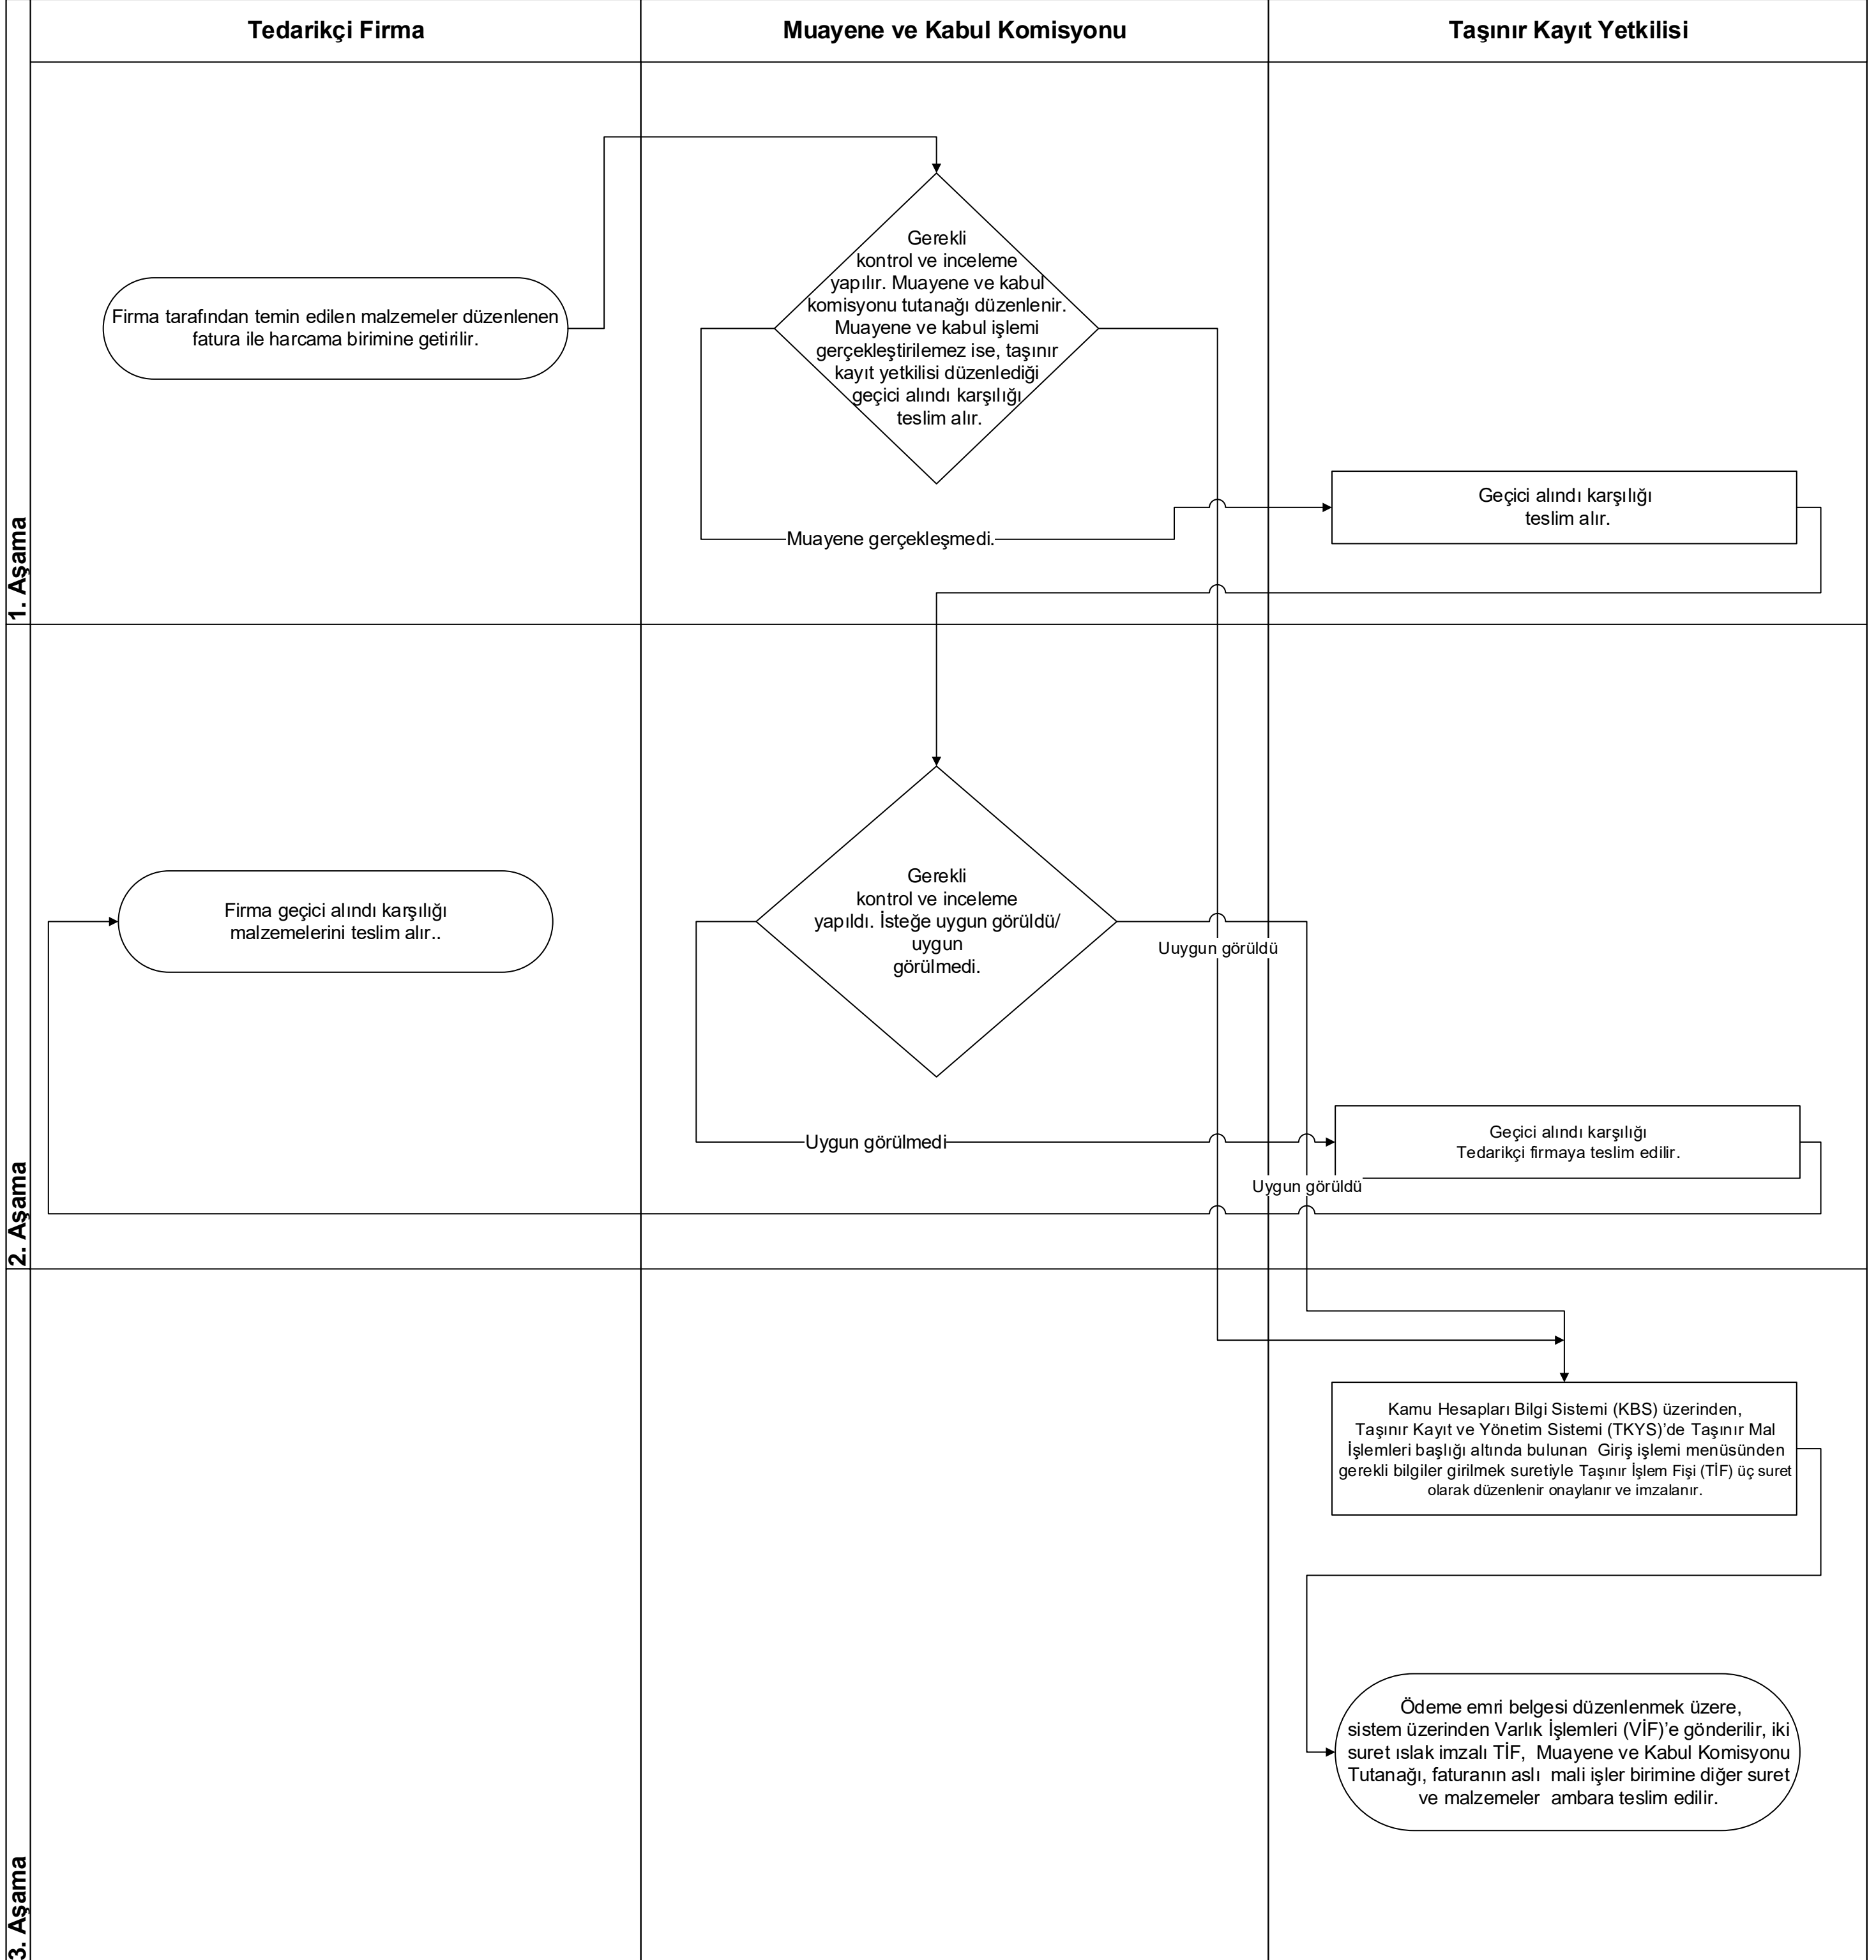 Tedarikçi Firma
Muayene ve Kabul Komisyonu
Taşınır Kayıt Yetkilisi
1. Aşama
Firma tarafından temin edilen malzemeler düzenlenen
fatura ile harcama birimine getirilir.
Gerekli
kontrol ve inceleme
yapılır. Muayene ve kabul
komisyonu tutanağı düzenlenir.
Muayene ve kabul işlemi
gerçekleştirilemez ise, taşınır
kayıt yetkilisi düzenlediği
geçici alındı karşılığı
teslim alır.
Muayene gerçekleşmedi.
Geçici alındı karşılığı
teslim alır.
2. Aşama
Firma geçici alındı karşılığı
malzemelerini teslim alır..
Gerekli
kontrol ve inceleme
yapıldı. İsteğe uygun görüldü/
uygun
görülmedi.
Uuygun görüldü
Uygun görülmedi
Geçici alındı karşılığı
Tedarikçi firmaya teslim edilir.
Uygun görüldü
3. Aşama
Kamu Hesapları Bilgi Sistemi (KBS) üzerinden,
Taşınır Kayıt ve Yönetim Sistemi (TKYS)’de Taşınır Mal
İşlemleri başlığı altında bulunan  Giriş işlemi menüsünden
gerekli bilgiler girilmek suretiyle Taşınır İşlem Fişi (TİF) üç suret
olarak düzenlenir onaylanır ve imzalanır.
Ödeme emri belgesi düzenlenmek üzere,
sistem üzerinden Varlık İşlemleri (VİF)’e gönderilir, iki
suret ıslak imzalı TİF,  Muayene ve Kabul Komisyonu
Tutanağı, faturanın aslı  mali işler birimine diğer suret
ve malzemeler  ambara teslim edilir.